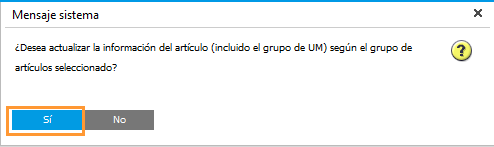 Mensaje sistema
¿Desea actualizar la información del artículo (incluido el grupo de UM) según el grupo de
artículos seleccionado?
Sí No